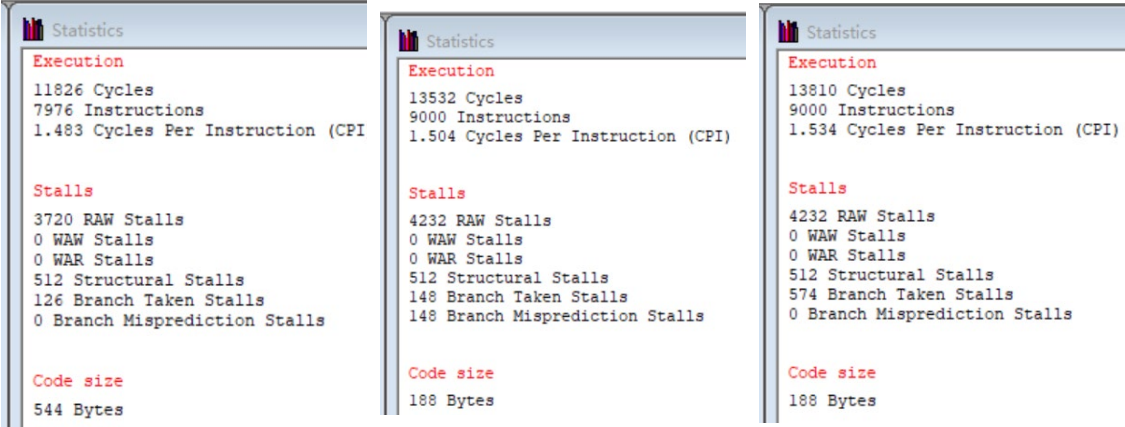 Statistics
Execution
11826 Cycles
7976 Instructions
1.483 Cycles Per Instruction (CPI
Stalls
3720 RAW Stalls
0 WAW Stalls
0 WAR Stalls
512 Structural Stalls
126 Branch Taken Stalls
0 Branch Misprediction Stalls
Code size
544 Bytes
Statistics
Execution
13532 Cycles
9000 Instructions
1.504 Cycles Per Instruction (CPI)
Stalls
4232 RAW Stalls
0 WAW Stalls
0 WAR Stalls
512 Structural Stalls
148 Branch Taken Stalls
148 Branch Misprediction Stalls
Code size
188 Bytes
Statistics
Execution
13810 Cycles
9000 Instructions
1.534 Cycles Per Instruction (CPI)
Stalls
4232 RAW Stalls
0 WAW Stalls
0 WAR Stalls
512 Structural Stalls
574 Branch Taken Stalls
0 Branch Misprediction Stalls
Code size
188 Bytes